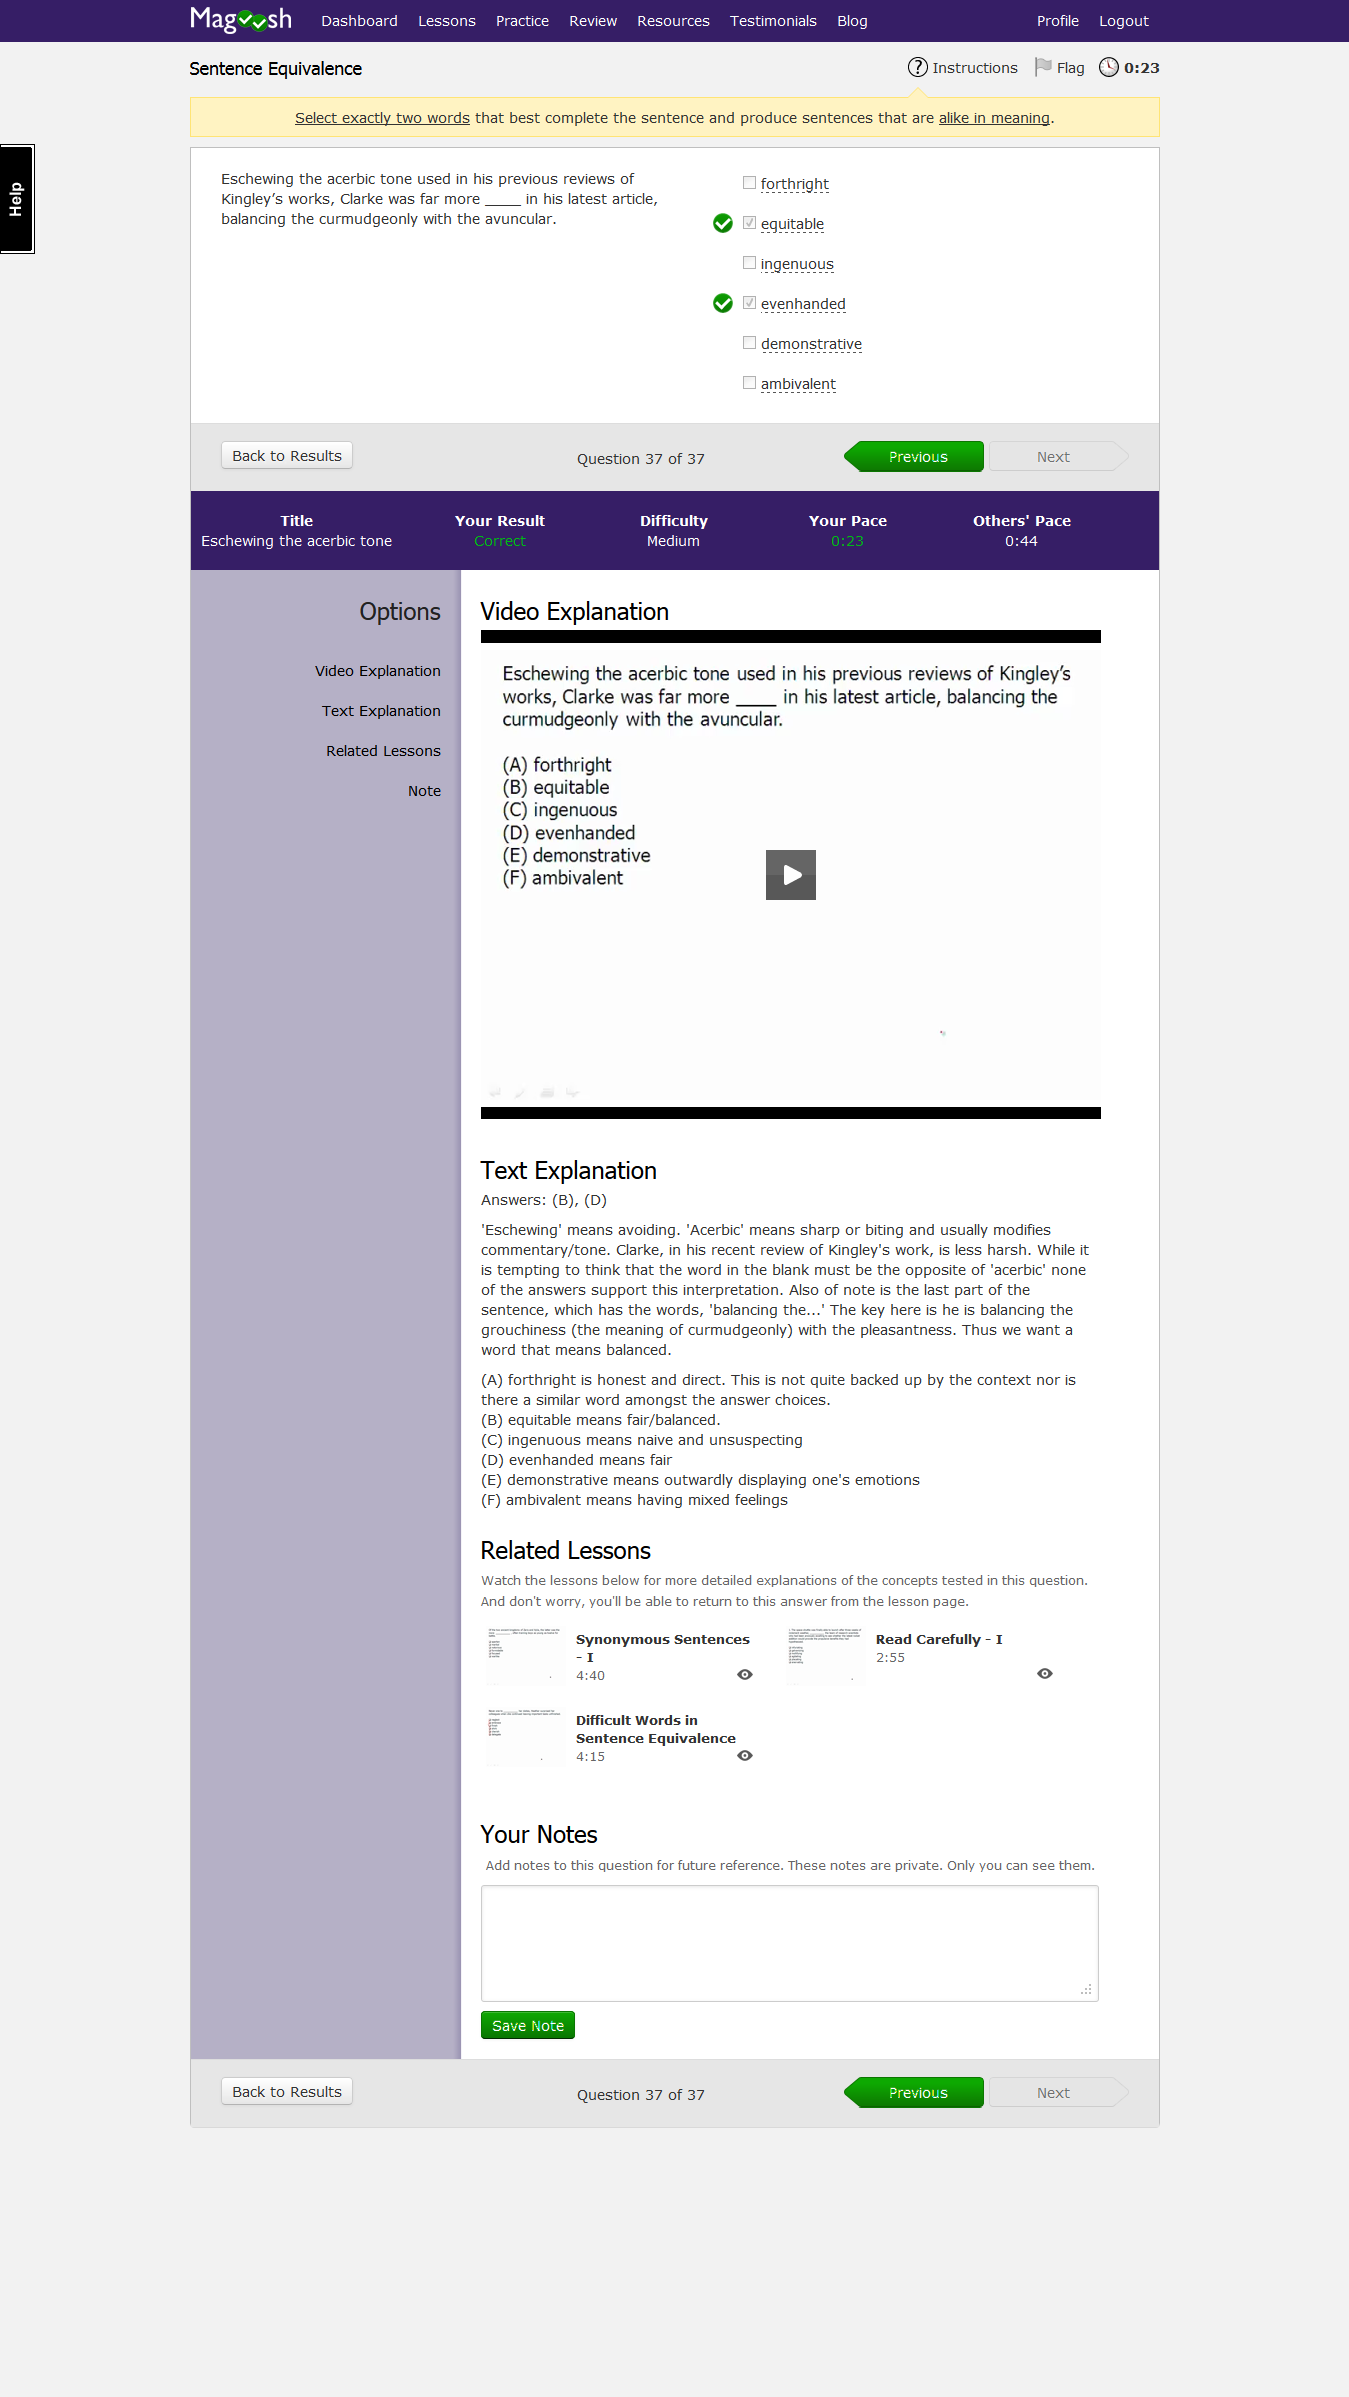 Magoosh Dashboard Lessons Practice Review Resources Testimonials Blog Profile Logout
Sentence Equivalence
Instructions Flag 0:23
Select exactly two words that best complete the sentence and produce sentences that are alike in meaning.
Help
Eschewing the acerbic tone used in his previous reviews of
Kingley’s works, Clarke was far more ____ in his latest article,
balancing the curmudgeonly with the avuncular.
forthright
equitable
ingenuous
evenhanded
demonstrative
ambivalent
Back to Results Question 37 of 37 Previous Next
Title Your Result Difficulty Your Pace Others' Pace
Eschewing the acerbic tone Correct Medium 0:23 0:44
Options
Video Explanation
Text Explanation
Related Lessons
Note
Video Explanation
Eschewing the acerbic tone used in his previous reviews of Kingley’s
works, Clarke was far more ____ in his latest article, balancing the
curmudgeonly with the avuncular.
(A) forthright
(B) equitable
(C) ingenuous
(D) evenhanded
(E) demonstrative
(F) ambivalent
Text Explanation
Answers: (B), (D)
'Eschewing' means avoiding. 'Acerbic' means sharp or biting and usually modifies
commentary/tone. Clarke, in his recent review of Kingley's work, is less harsh. While it
is tempting to think that the word in the blank must be the opposite of 'acerbic' none
of the answers support this interpretation. Also of note is the last part of the
sentence, which has the words, 'balancing the...' The key here is he is balancing the
grouchiness (the meaning of curmudgeonly) with the pleasantness. Thus we want a
word that means balanced.
(A) forthright is honest and direct. This is not quite backed up by the context nor is
there a similar word amongst the answer choices.
(B) equitable means fair/balanced.
(C) ingenuous means naive and unsuspecting
(D) evenhanded means fair
(E) demonstrative means outwardly displaying one's emotions
(F) ambivalent means having mixed feelings
Related Lessons
Watch the lessons below for more detailed explanations of the concepts tested in this question.
And don't worry, you'll be able to return to this answer from the lesson page.
Synonymous Sentences
- I
4:40
Read Carefully - I
2:55
Difficult Words in
Sentence Equivalence
4:15
Your Notes
Add notes to this question for future reference. These notes are private. Only you can see them.
Save Note
Back to Results Question 37 of 37 Previous Next